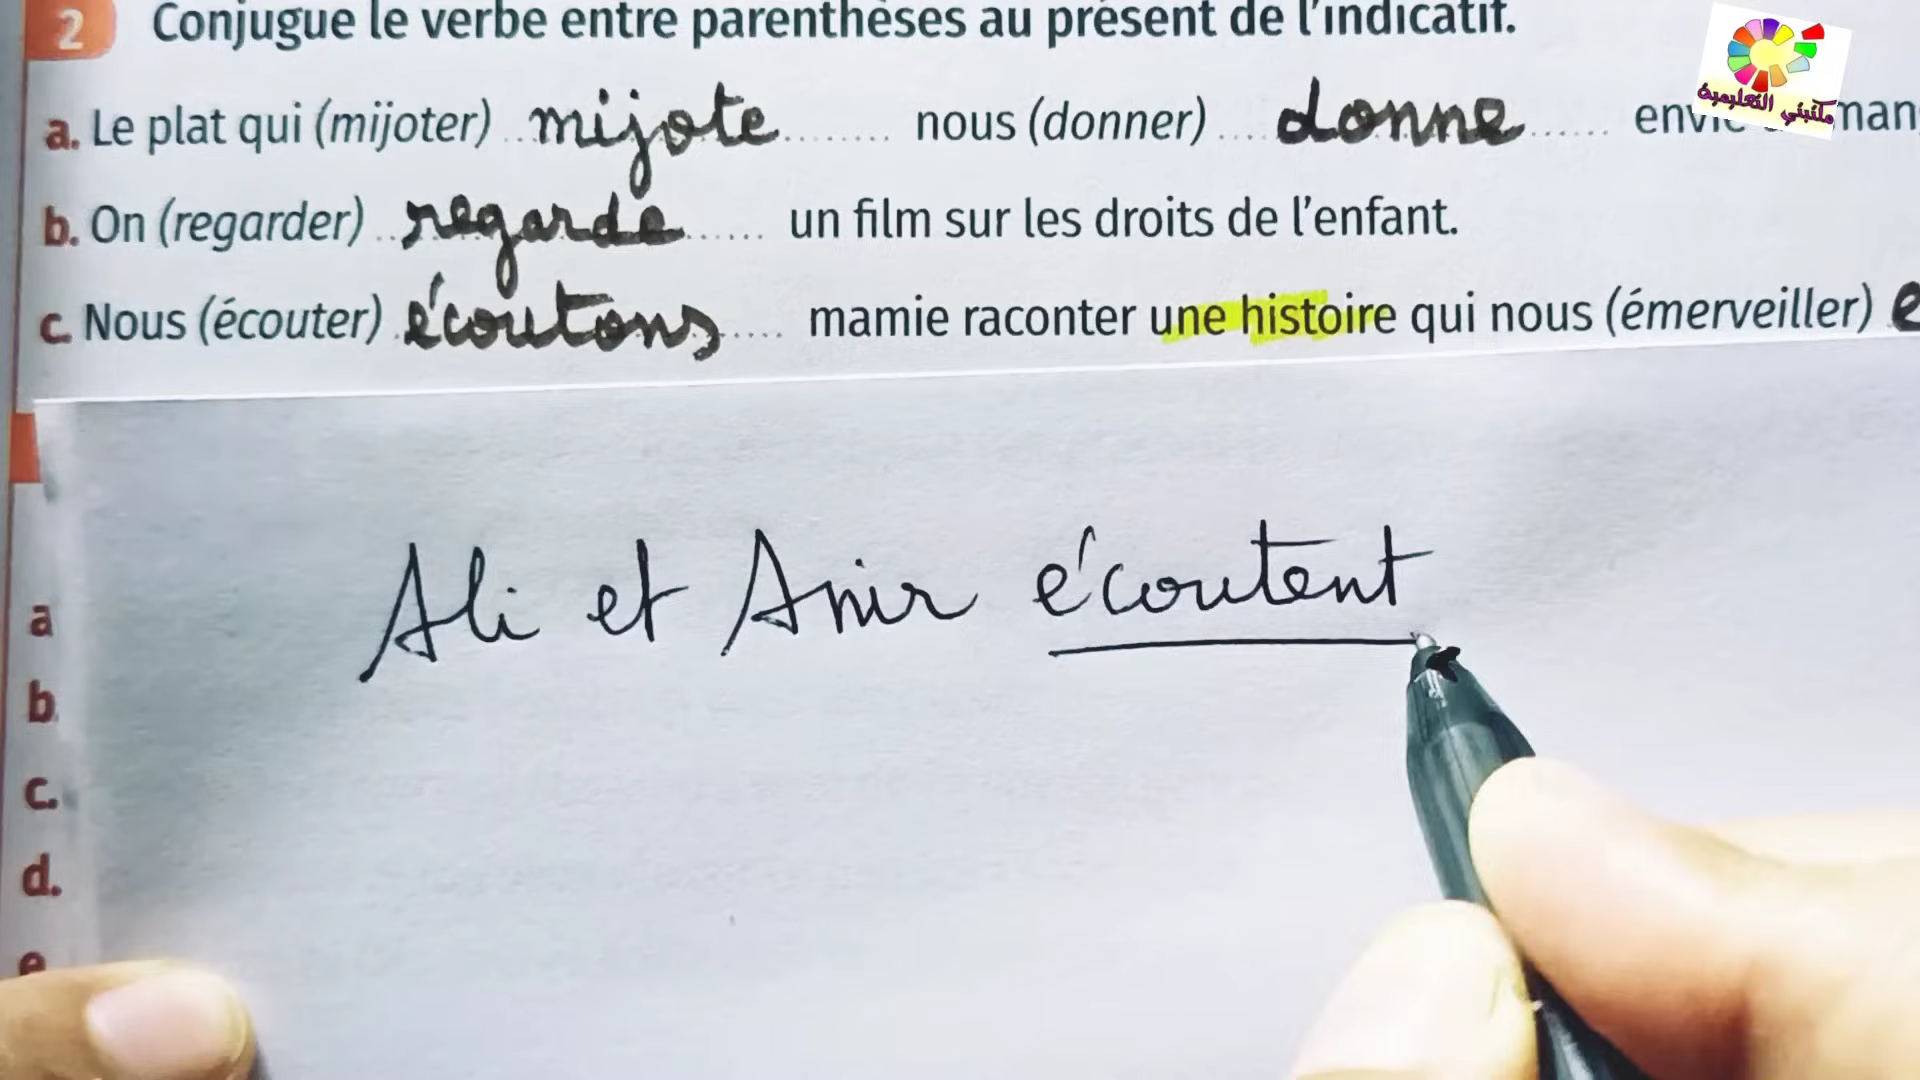 2 Conjugue le verbe entre parenthèses au présent de l'indicatif.
مكتبتي التعليمية
a. Le plat qui (mijoter) mijote nous (donner) donne
b. On (regarder) regarde un film sur les droits de l'enfant.
c. Nous (écouter) écoutons mamie raconter une histoire qui nous (émerveiller)
Ali et Amir écoutent
a
b.
c.
d.
e